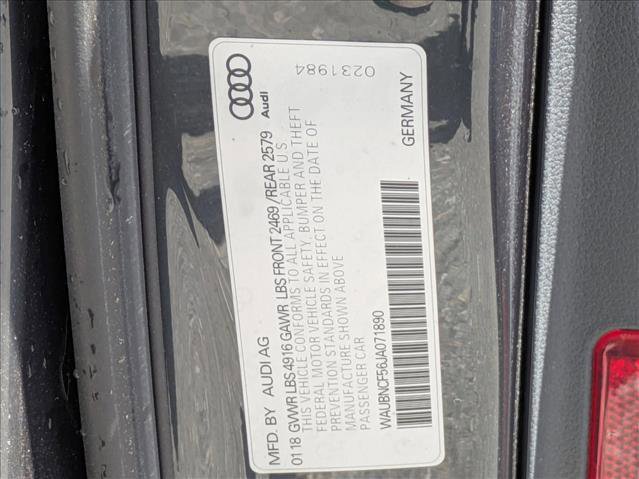 MFD. BY AUDI AG
Audi
01 18 GVWR LBS 4916 GAWR LBS FRONT 2469 /REAR 2579
THIS VEHICLE CONFORMS TO ALL APPLICABLE U S
FEDERAL MOTOR VEHICLE SAFETY, BUMPER AND THEFT
PREVENTION STANDARDS IN EFFECT ON THE DATE OF
MANUFACTURE SHOWN ABOVE
PASSENGER CAR
WAUBNCF56JA071890
GERMANY
0231984